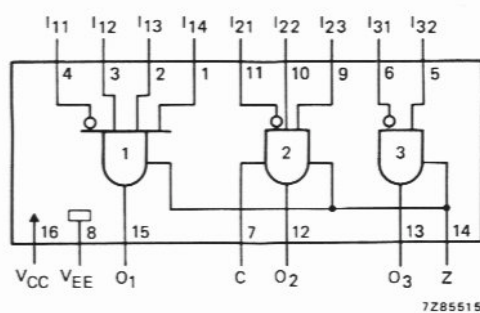 I11 I12 I13 I14 I21 I22 I23 I31 I32
4 3 2 1 11 10 9 6 5
1 2 3
16 8 15 7 12 13 14
VCC VEE O1 C O2 O3 Z
7Z85515